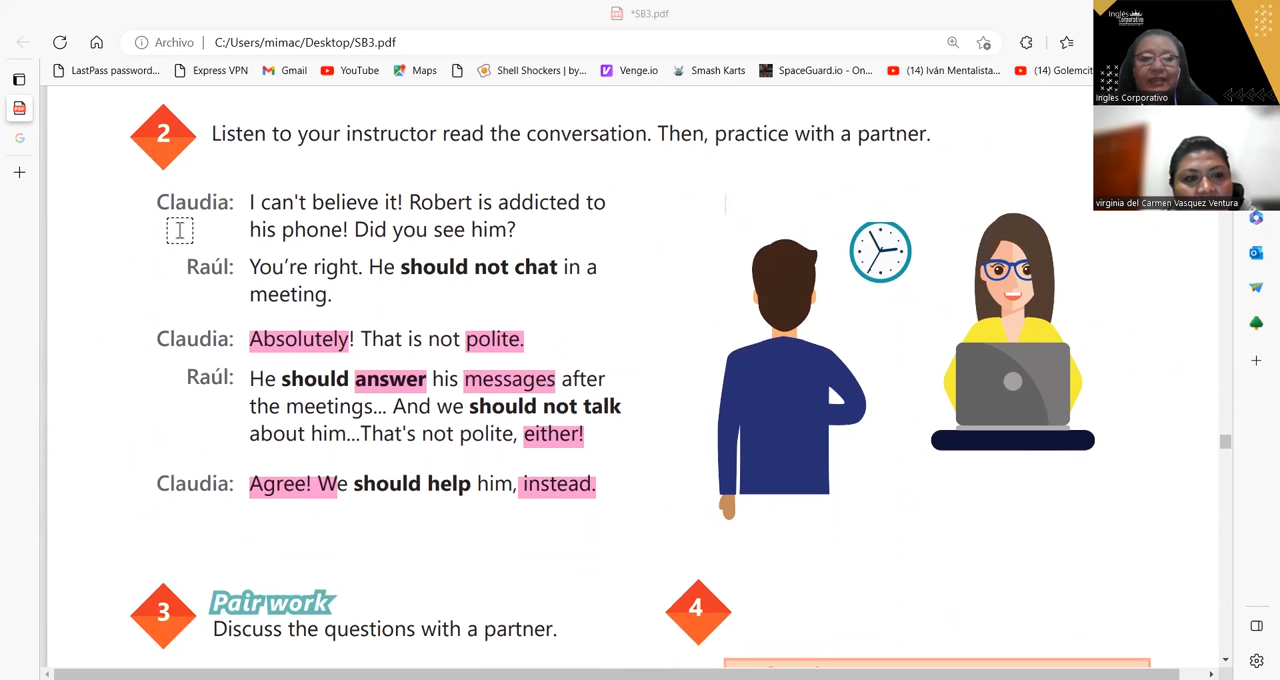 *SB3.pdf
Archivo | C:/Users/mimac/Desktop/SB3.pdf
LastPass password...
Express VPN
Gmail
YouTube
Maps
Shell Shockers | by...
Venge.io
Smash Karts
SpaceGuard.io - On...
(14) Iván Mentalista...
(14) Golemcit
Inglés
Corporativo
Ingles Corporativo
virginia del Carmen Vasquez Ventura
2
Listen to your instructor read the conversation. Then, practice with a partner.
Claudia: I can't believe it! Robert is addicted to
his phone! Did you see him?
Raúl: You’re right. He should not chat in a
meeting.
Claudia: Absolutely! That is not polite.
Raúl: He should answer his messages after
the meetings... And we should not talk
about him...That's not polite, either!
Claudia: Agree! We should help him, instead.
3
Pair work
Discuss the questions with a partner.
4